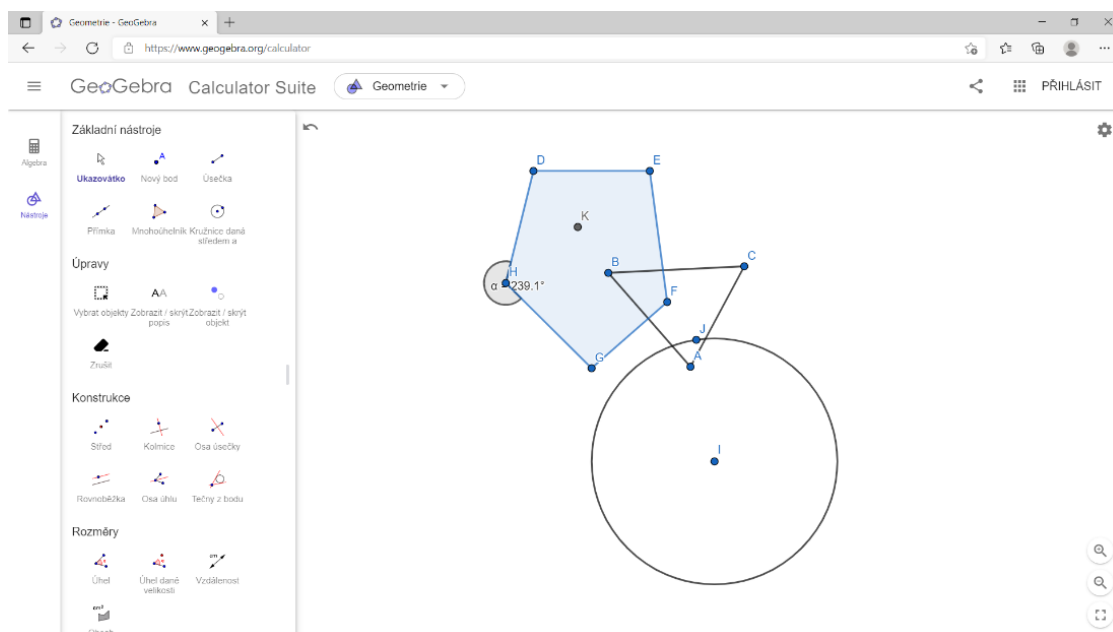 Geometrie - GeoGebra
https://www.geogebra.org/calculator
GeoGebra Calculator Suite
Geometrie
PŘIHLÁSIT
Algebra
Nástroje
Základní nástroje
Ukazovátko Nový bod Úsečka
Přímka Mnohoúhelník Kružnice daná
středem a
Úpravy
Vybrat objekty Zobrazit / skrýt Zobrazit / skrýt
popis objekt
Zrušit
Konstrukce
Střed Kolmice Osa úsečky
Rovnoběžka Osa úhlu Tečny z bodu
Rozměry
Úhel Úhel dané Vzdálenost
velikosti
D E
K
B C
H
α = 239.1°
F
J
G A
I